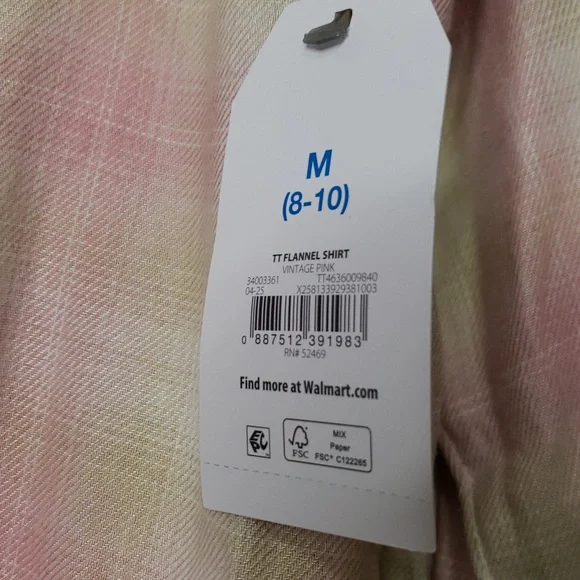 M
(8-10)
TT FLANNEL SHIRT
VINTAGE PINK
34003361 TT4636009840
04-25 X258133929381003
0 887512 391983
RN# 52469
Find more at Walmart.com
FSC
MIX
Paper
FSC® C122265